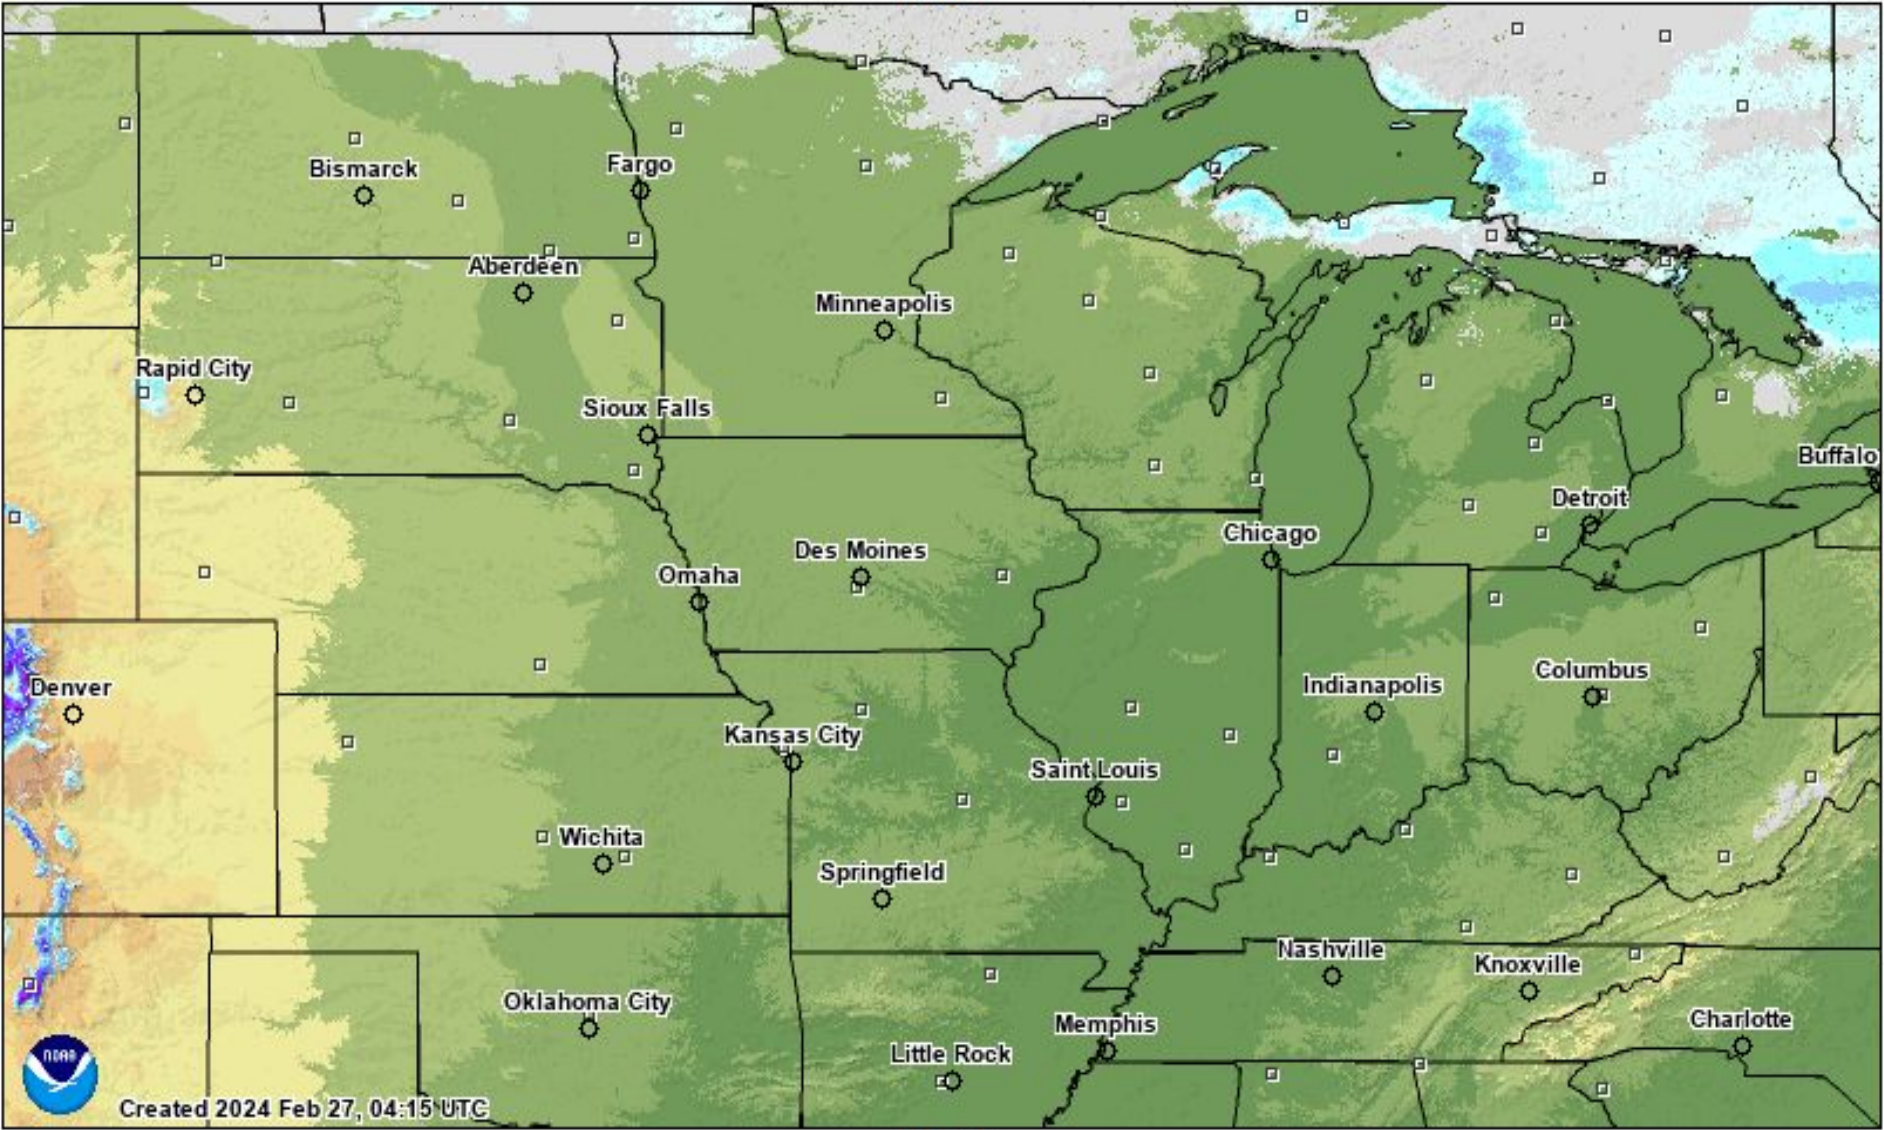 Bismarck
Fargo
Aberdeen
Minneapolis
Rapid City
Sioux Falls
Buffalo
Detroit
Chicago
Des Moines
Omaha
Columbus
Indianapolis
Denver
Kansas City
Saint Louis
Wichita
Springfield
Nashville
Knoxville
Oklahoma City
Charlotte
Memphis
NOAA
Little Rock
Created 2024 Feb 27, 04:15 UTC